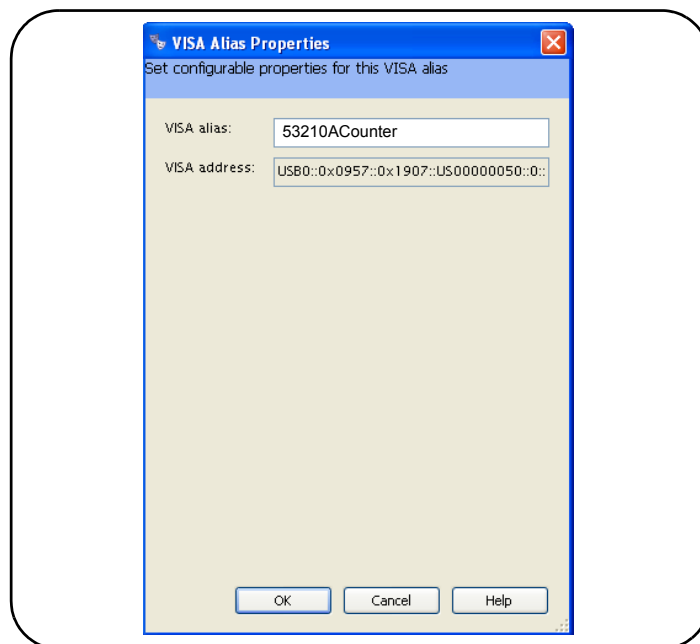 VISA Alias Properties
Set configurable properties for this VISA alias
VISA alias: 53210ACounter
VISA address: USB0::0x0957::0x1907::US00000050::0::
OK Cancel Help